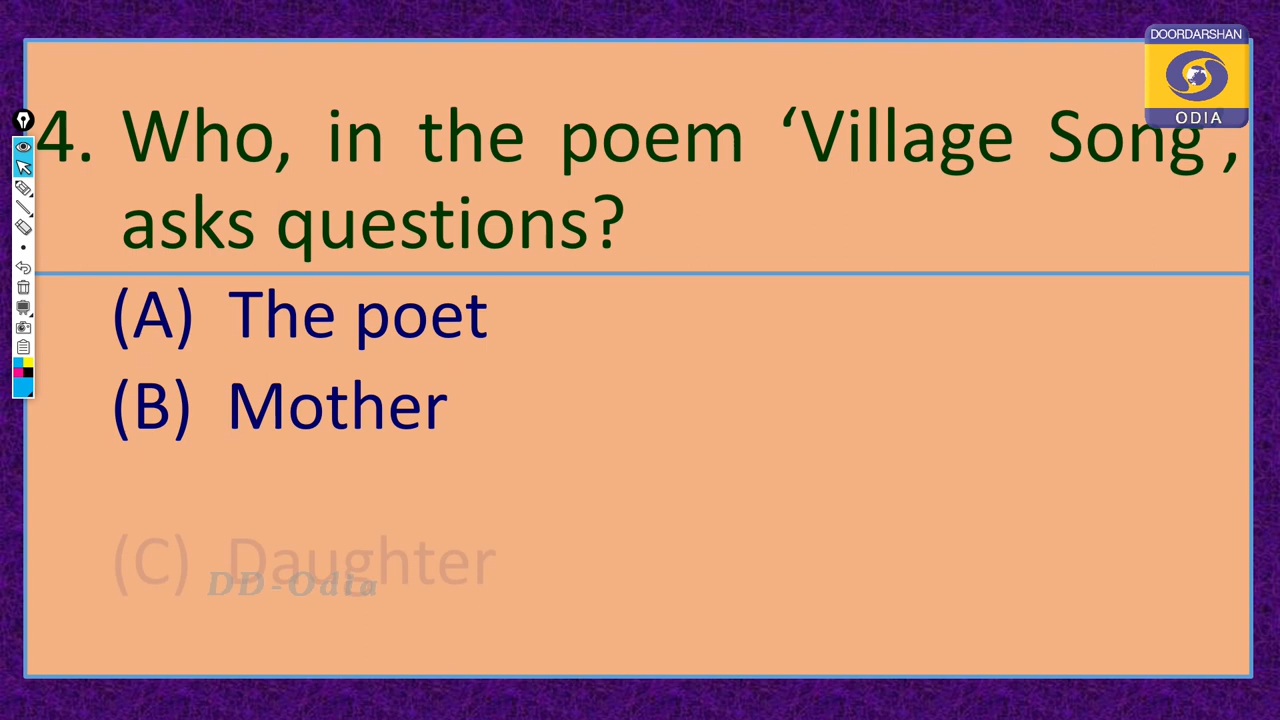 DOORDARSHAN
ODIA
4. Who, in the poem ‘Village Song’,
asks questions?
(A) The poet
(B) Mother
(C) Daughter
DD-Odia